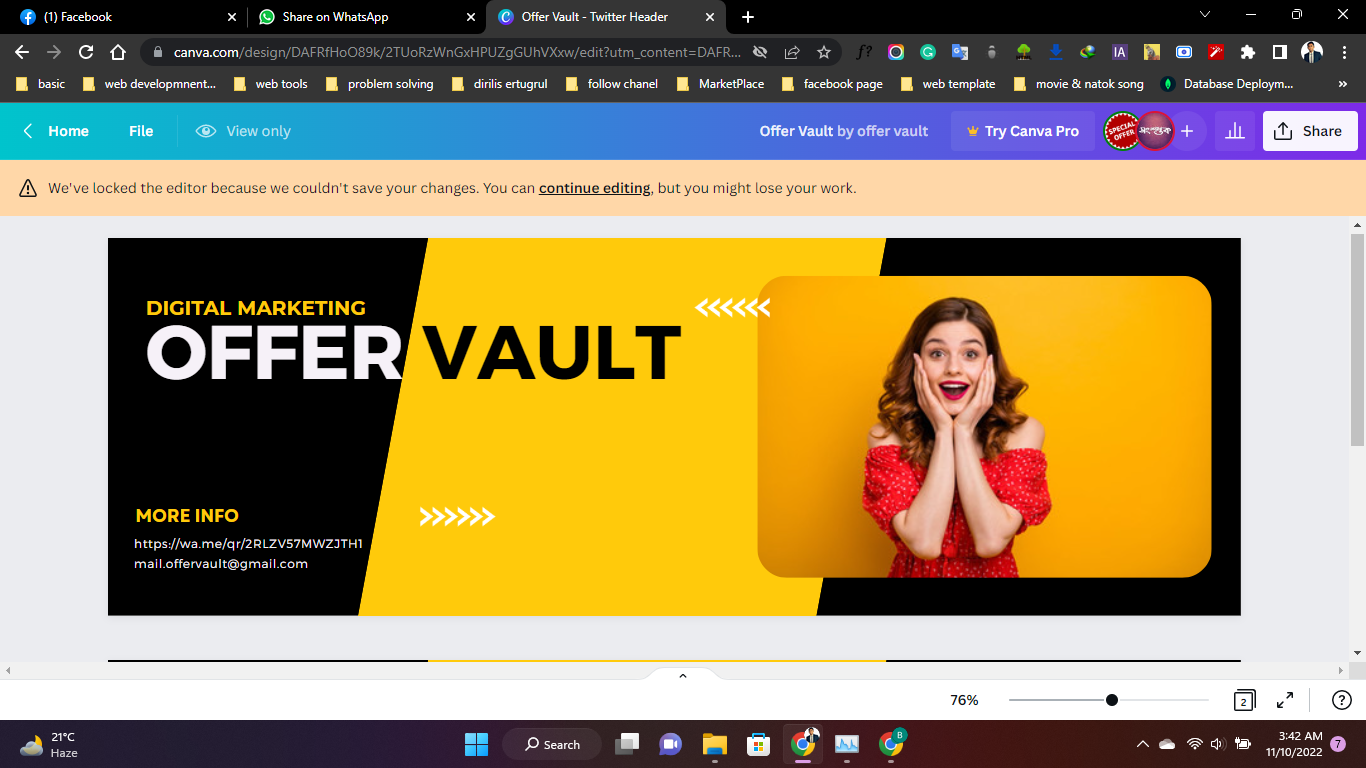 (1) Facebook
Share on WhatsApp
Offer Vault - Twitter Header
canva.com/design/DAFRfHoO89k/2TUoRzWnGxHPUZgGUhVXxw/edit?utm_content=DAFR...
f?
IA
basic
web developmnent...
web tools
problem solving
dirilis ertugrul
follow chanel
MarketPlace
facebook page
web template
movie & natok song
Database Deploym...
»
Home
File
View only
Offer Vault by offer vault
Try Canva Pro
SPECIAL OFFER
Share
We've locked the editor because we couldn't save your changes. You can continue editing, but you might lose your work.
DIGITAL MARKETING
OFFER VAULT
MORE INFO
https://wa.me/qr/2RLZV57MWZJTH1
mail.offervault@gmail.com
76%
2
?
21°C
Haze
Search
B
3:42 AM
11/10/2022
7